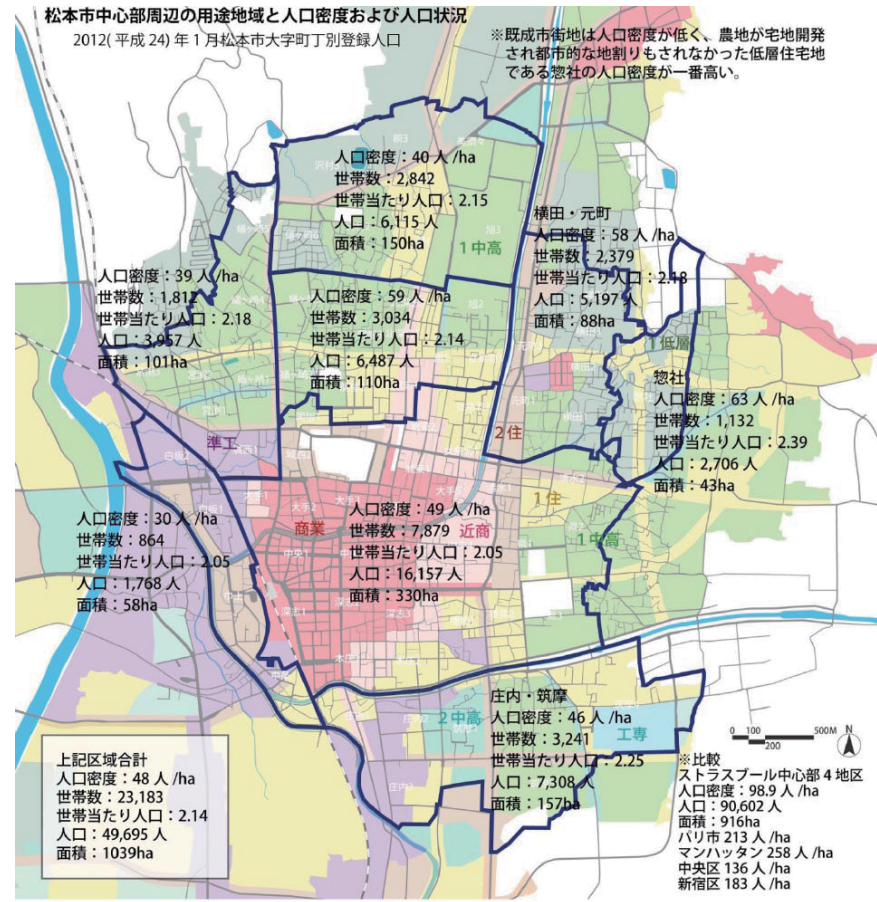 松本市中心部周辺の用途地域と人口密度および人口状況
2012(平成24)年1月松本市大字町丁別登録人口
※既成市街地は人口密度が低く、農地が宅地開発
され都市的な地割りもされなかった低層住宅地
である惣社の人口密度が一番高い。
人口密度：40人/ha
世帯数：2,842
世帯当たり人口：2.15
人口：6,115人
面積：150ha
1中高
横田・元町
人口密度：58人/ha
世帯数：2,379
世帯当たり人口：2.18
人口：5,197人
面積：88ha
人口密度：39人/ha
世帯数：1,812
世帯当たり人口：2.18
人口：3,957人
面積：101ha
人口密度：59人/ha
世帯数：3,034
世帯当たり人口：2.14
人口：6,487人
面積：110ha
1低層
惣社
人口密度：63人/ha
世帯数：1,132
世帯当たり人口：2.39
人口：2,706人
面積：43ha
準工
2住
1住
商業
近商
1中高
人口密度：49人/ha
世帯数：7,879
世帯当たり人口：2.05
人口：16,157人
面積：330ha
人口密度：30人/ha
世帯数：864
世帯当たり人口：2.05
人口：1,768人
面積：58ha
白板2
大手2
大手3
中央1
深志1
深志2
深志3
庄内2
2中高
工専
庄内・筑摩
人口密度：46人/ha
世帯数：3,241
世帯当たり人口：2.25
人口：7,308人
面積：157ha
上記区域合計
人口密度：48人/ha
世帯数：23,183
世帯当たり人口：2.14
人口：49,695人
面積：1039ha
0 100 500M
200
N
※比較
ストラスブール中心部4地区
人口密度：98.9人/ha
人口：90,602人
面積：916ha
パリ市 213人/ha
マンハッタン 258人/ha
中央区 136人/ha
新宿区 183人/ha